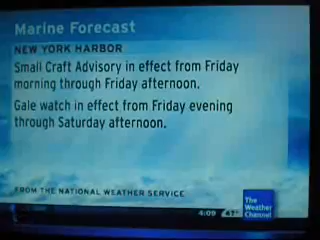 Marine Forecast
NEW YORK HARBOR
Small Craft Advisory in effect from Friday
morning through Friday afternoon.
Gale watch in effect from Friday evening
through Saturday afternoon.
FROM THE NATIONAL WEATHER SERVICE
The
Weather
Channel
4:09 47°